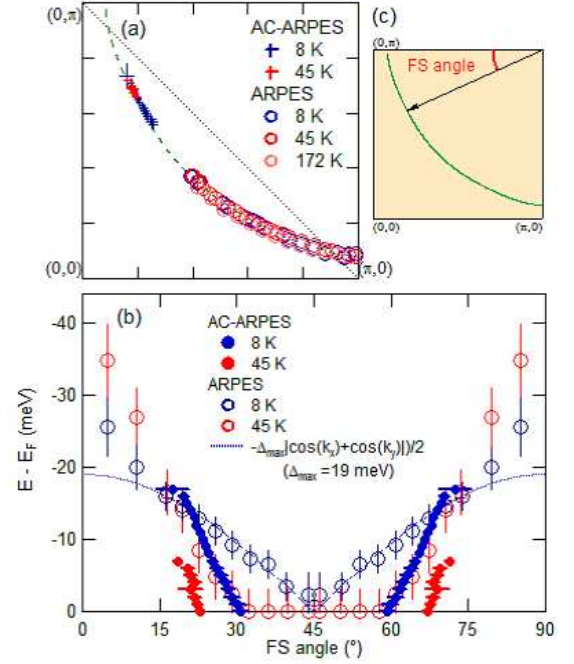 (0,π)
(a)
AC-ARPES
8 K
45 K
ARPES
8 K
45 K
172 K
(0,0)
(π,0)
(c)
(0,π)
FS angle
(0,0)
(π,0)
(b)
AC-ARPES
8 K
45 K
ARPES
8 K
45 K
-Δmax|cos(kx)+cos(ky)|)/2
(Δmax =19 meV)
E - EF (meV)
-40
-30
-20
-10
0
0
15
30
45
60
75
90
FS angle (°)